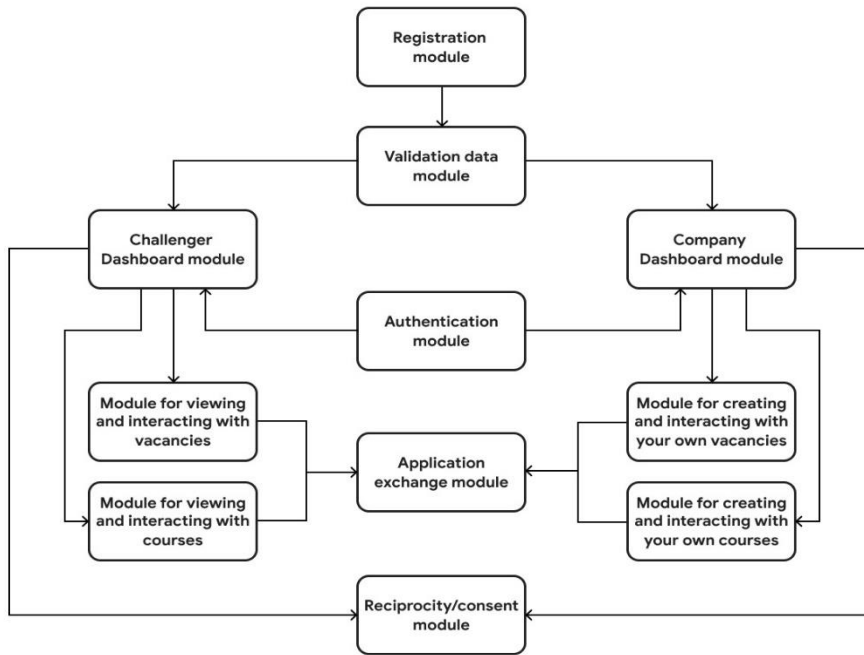 Registration
module
Validation data
module
Challenger
Dashboard module
Company
Dashboard module
Authentication
module
Module for viewing
and interacting with
vacancies
Module for creating
and interacting with
your own vacancies
Application
exchange module
Module for viewing
and interacting with
courses
Module for creating
and interacting with
your own courses
Reciprocity/consent
module